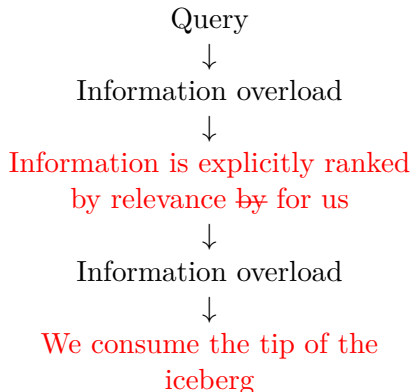 Query
↓
Information overload
↓
Information is explicitly ranked
by relevance ~~by~~ for us
↓
Information overload
↓
We consume the tip of the
iceberg